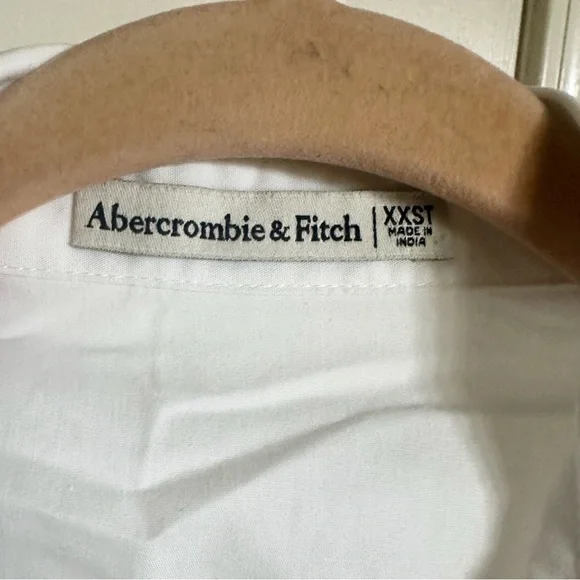 Abercrombie & Fitch | XXST
MADE IN
INDIA